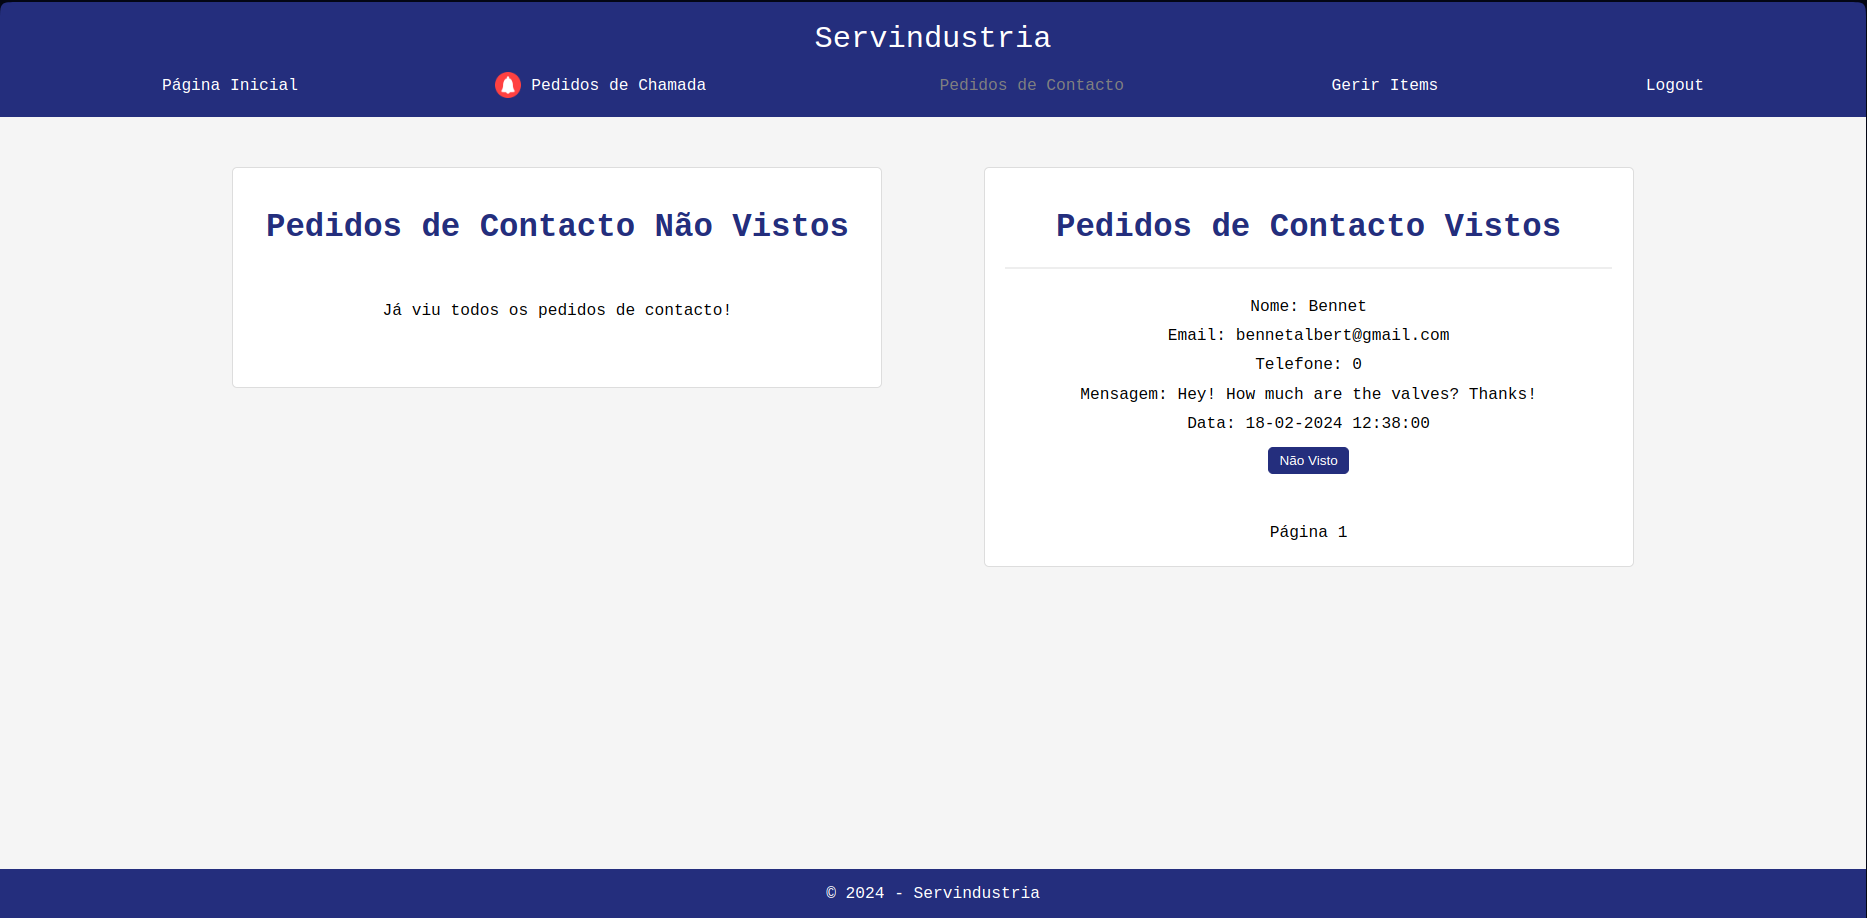 Servindustria
Página Inicial
Pedidos de Chamada
Pedidos de Contacto
Gerir Items
Logout
Pedidos de Contacto Não Vistos
Já viu todos os pedidos de contacto!
Pedidos de Contacto Vistos
Nome: Bennet
Email: bennetalbert@gmail.com
Telefone: 0
Mensagem: Hey! How much are the valves? Thanks!
Data: 18-02-2024 12:38:00
Não Visto
Página 1
© 2024 - Servindustria